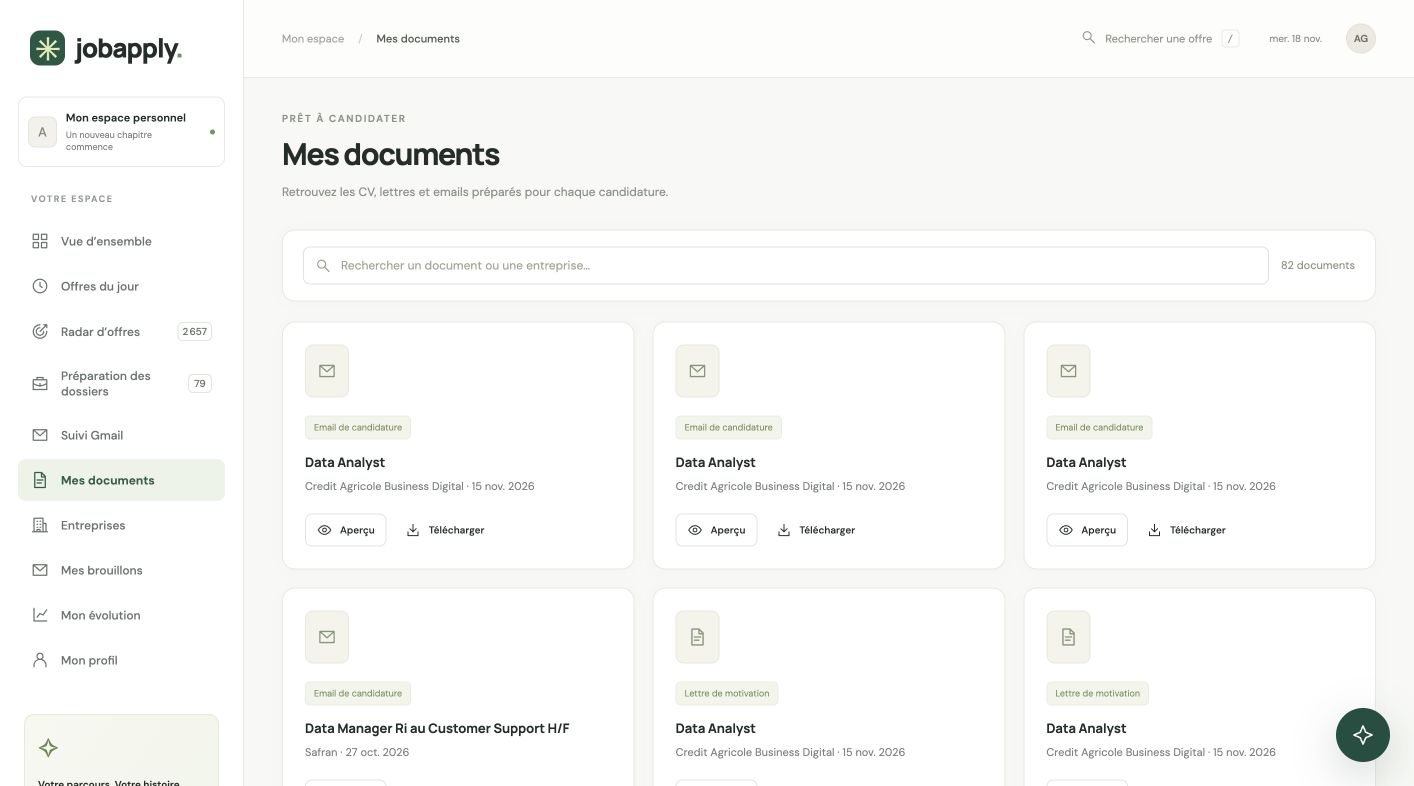 jobapply.
Mon espace / Mes documents
Rechercher une offre /
mer. 18 nov.
AG
A
Mon espace personnel
Un nouveau chapitre
commence
VOTRE ESPACE
Vue d'ensemble
Offres du jour
Radar d'offres 2 657
Préparation des
dossiers 79
Suivi Gmail
Mes documents
Entreprises
Mes brouillons
Mon évolution
Mon profil
Votre parcours. Votre histoire
PRÊT À CANDIDATER
Mes documents
Retrouvez les CV, lettres et emails préparés pour chaque candidature.
Rechercher un document ou une entreprise...
82 documents
Email de candidature
Data Analyst
Credit Agricole Business Digital · 15 nov. 2026
Aperçu Télécharger
Email de candidature
Data Analyst
Credit Agricole Business Digital · 15 nov. 2026
Aperçu Télécharger
Email de candidature
Data Analyst
Credit Agricole Business Digital · 15 nov. 2026
Aperçu Télécharger
Email de candidature
Data Manager Ri au Customer Support H/F
Safran · 27 oct. 2026
Lettre de motivation
Data Analyst
Credit Agricole Business Digital · 15 nov. 2026
Lettre de motivation
Data Analyst
Credit Agricole Business Digital · 15 nov. 2026